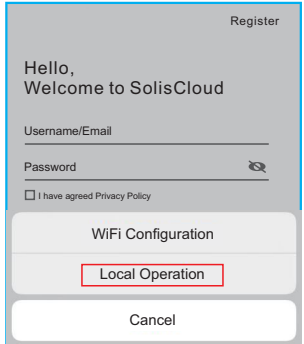 Register
Hello,
Welcome to SolisCloud
Username/Email
Password
I have agreed Privacy Policy
WiFi Configuration
Local Operation
Cancel